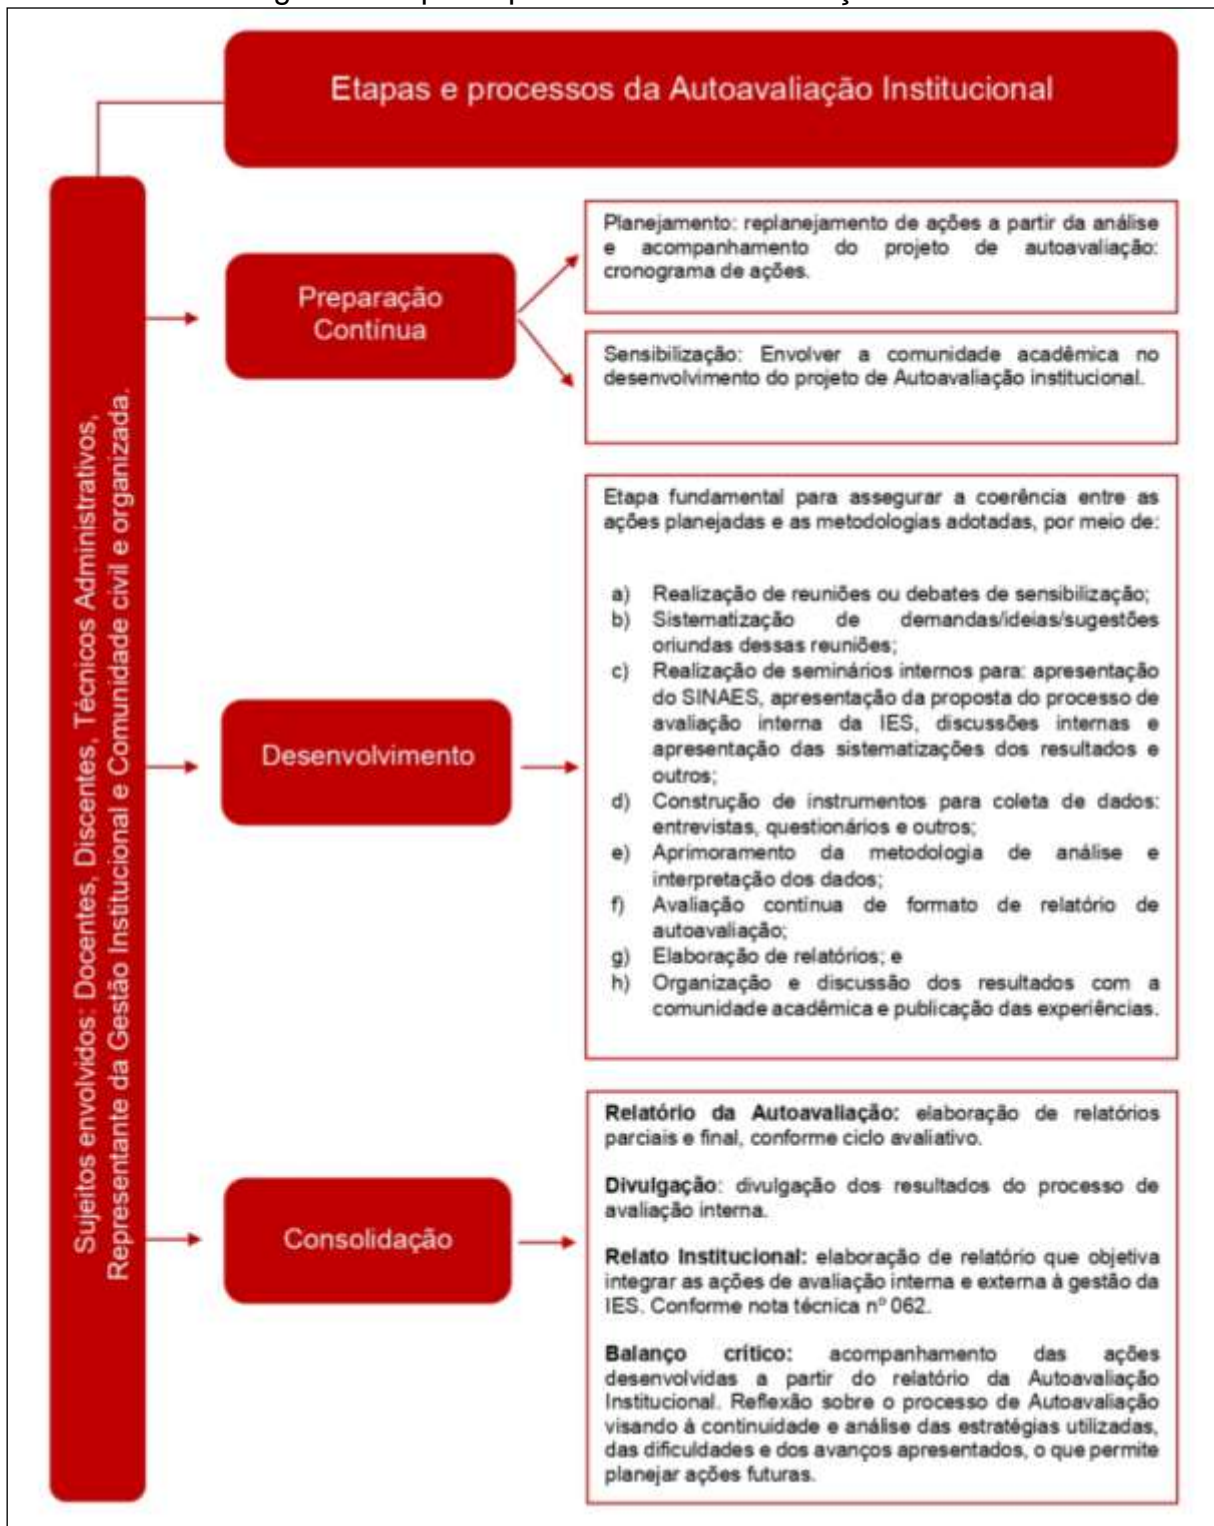 Etapas e processos da Autoavaliação Institucional
Sujeitos envolvidos: Docentes, Discentes, Técnicos Administrativos,
Representante da Gestão Institucional e Comunidade civil e organizada.
Preparação
Contínua
Planejamento: replanejamento de ações a partir da análise
e acompanhamento do projeto de autoavaliação:
cronograma de ações.
Sensibilização: Envolver a comunidade acadêmica no
desenvolvimento do projeto de Autoavaliação institucional.
Desenvolvimento
Etapa fundamental para assegurar a coerência entre as
ações planejadas e as metodologias adotadas, por meio de:
a) Realização de reuniões ou debates de sensibilização;
b) Sistematização de demandas/ideias/sugestões
oriundas dessas reuniões;
c) Realização de seminários internos para: apresentação
do SINAES, apresentação da proposta do processo de
avaliação interna da IES, discussões internas e
apresentação das sistematizações dos resultados e
outros;
d) Construção de instrumentos para coleta de dados:
entrevistas, questionários e outros;
e) Aprimoramento da metodologia de análise e
interpretação dos dados;
f) Avaliação contínua de formato de relatório de
autoavaliação;
g) Elaboração de relatórios; e
h) Organização e discussão dos resultados com a
comunidade acadêmica e publicação das experiências.
Consolidação
Relatório da Autoavaliação: elaboração de relatórios
parciais e final, conforme ciclo avaliativo.
Divulgação: divulgação dos resultados do processo de
avaliação interna.
Relato Institucional: elaboração de relatório que objetiva
integrar as ações de avaliação interna e externa à gestão da
IES. Conforme nota técnica nº 062.
Balanço crítico: acompanhamento das ações
desenvolvidas a partir do relatório da Autoavaliação
Institucional. Reflexão sobre o processo de Autoavaliação
visando à continuidade e análise das estratégias utilizadas,
das dificuldades e dos avanços apresentados, o que permite
planejar ações futuras.